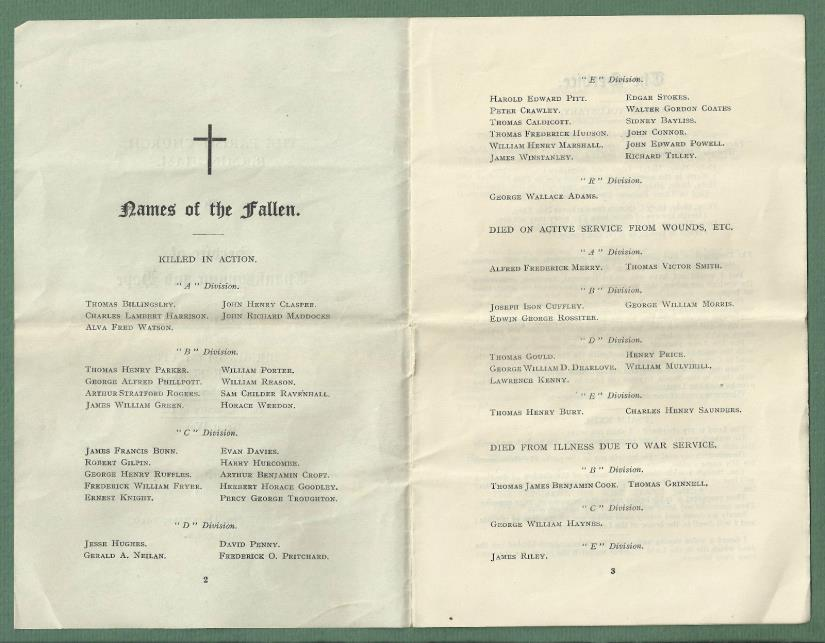 Names of the Fallen.
KILLED IN ACTION.
"A" Division.
THOMAS BILLINGSLEY. JOHN HENRY CLASPER.
CHARLES LAMBERT HARRISON. JOHN RICHARD MADDOCKS
ALVA FRED WATSON.
"B" Division.
THOMAS HENRY PARKER. WILLIAM PORTER.
GEORGE ALFRED PHILLPOTT. WILLIAM REASON.
ARTHUR STRATFORD ROGERS. SAM CHILDER RAVENHALL.
JAMES WILLIAM GREEN. HORACE WEEDON.
"C" Division.
JAMES FRANCIS BUNN. EVAN DAVIES.
ROBERT GILPIN. HARRY HURCOMBE.
GEORGE HENRY RUFFLES. ARTHUR BENJAMIN CROFT.
FREDERICK WILLIAM FRYER. HERBERT HORACE GOODLEY.
ERNEST KNIGHT. PERCY GEORGE TROUGHTON.
"D" Division.
JESSE HUGHES. DAVID PENNY.
GERALD A. NEILAN. FREDERICK O. PRITCHARD.
2
"E" Division.
HAROLD EDWARD PITT. EDGAR STOKES.
PETER CRAWLEY. WALTER GORDON COATES
THOMAS CALDICOTT. SIDNEY BAYLISS.
THOMAS FREDERICK HUDSON. JOHN CONNOR.
WILLIAM HENRY MARSHALL. JOHN EDWARD POWELL.
JAMES WINSTANLEY. RICHARD TILLEY.
"R" Division.
GEORGE WALLACE ADAMS.
DIED ON ACTIVE SERVICE FROM WOUNDS, ETC.
"A" Division.
ALFRED FREDERICK MERRY. THOMAS VICTOR SMITH.
"B" Division.
JOSEPH ISON CUFFLEY. GEORGE WILLIAM MORRIS.
EDWIN GEORGE ROSSITER.
"D" Division.
THOMAS GOULD. HENRY PRICE.
GEORGE WILLIAM D. DEARLOVE. WILLIAM MULVIHILL.
LAWRENCE KENNY.
"E" Division.
THOMAS HENRY BURY. CHARLES HENRY SAUNDERS.
DIED FROM ILLNESS DUE TO WAR SERVICE.
"B" Division.
THOMAS JAMES BENJAMIN COOK. THOMAS GRINNELL.
"C" Division.
GEORGE WILLIAM HAYNES.
"E" Division.
JAMES RILEY.
3